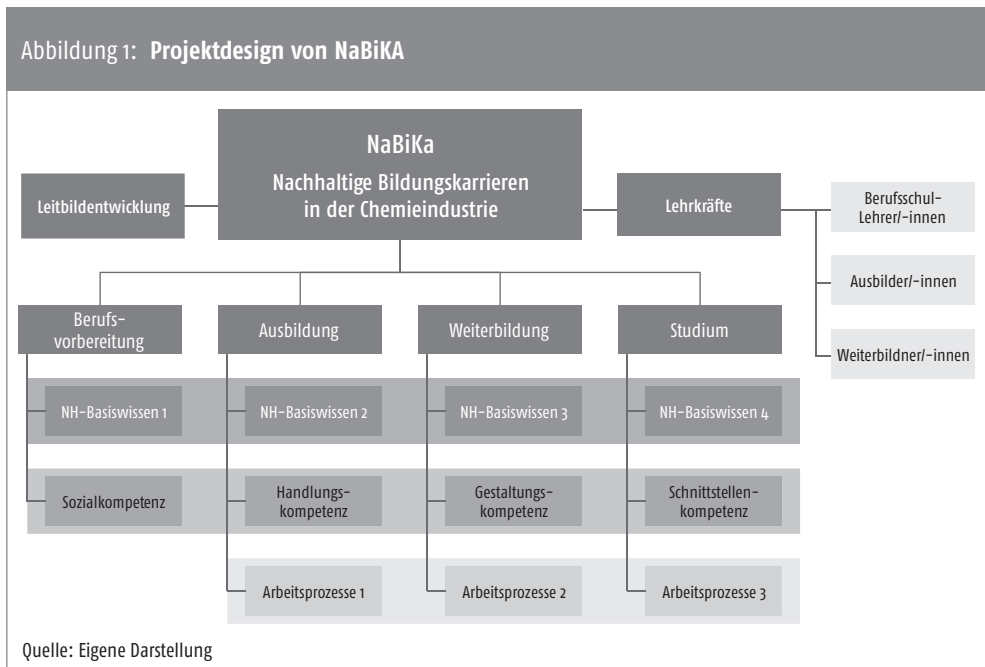 Abbildung 1: Projektdesign von NaBiKA
NaBiKa
Nachhaltige Bildungskarrieren
in der Chemieindustrie
Leitbildentwicklung
Lehrkräfte
Berufsschul-
Lehrer/-innen
Ausbilder/-innen
Weiterbildner/-innen
Berufs-
vorbereitung
Ausbildung
Weiterbildung
Studium
NH-Basiswissen 1
NH-Basiswissen 2
NH-Basiswissen 3
NH-Basiswissen 4
Sozialkompetenz
Handlungs-
kompetenz
Gestaltungs-
kompetenz
Schnittstellen-
kompetenz
Arbeitsprozesse 1
Arbeitsprozesse 2
Arbeitsprozesse 3
Quelle: Eigene Darstellung